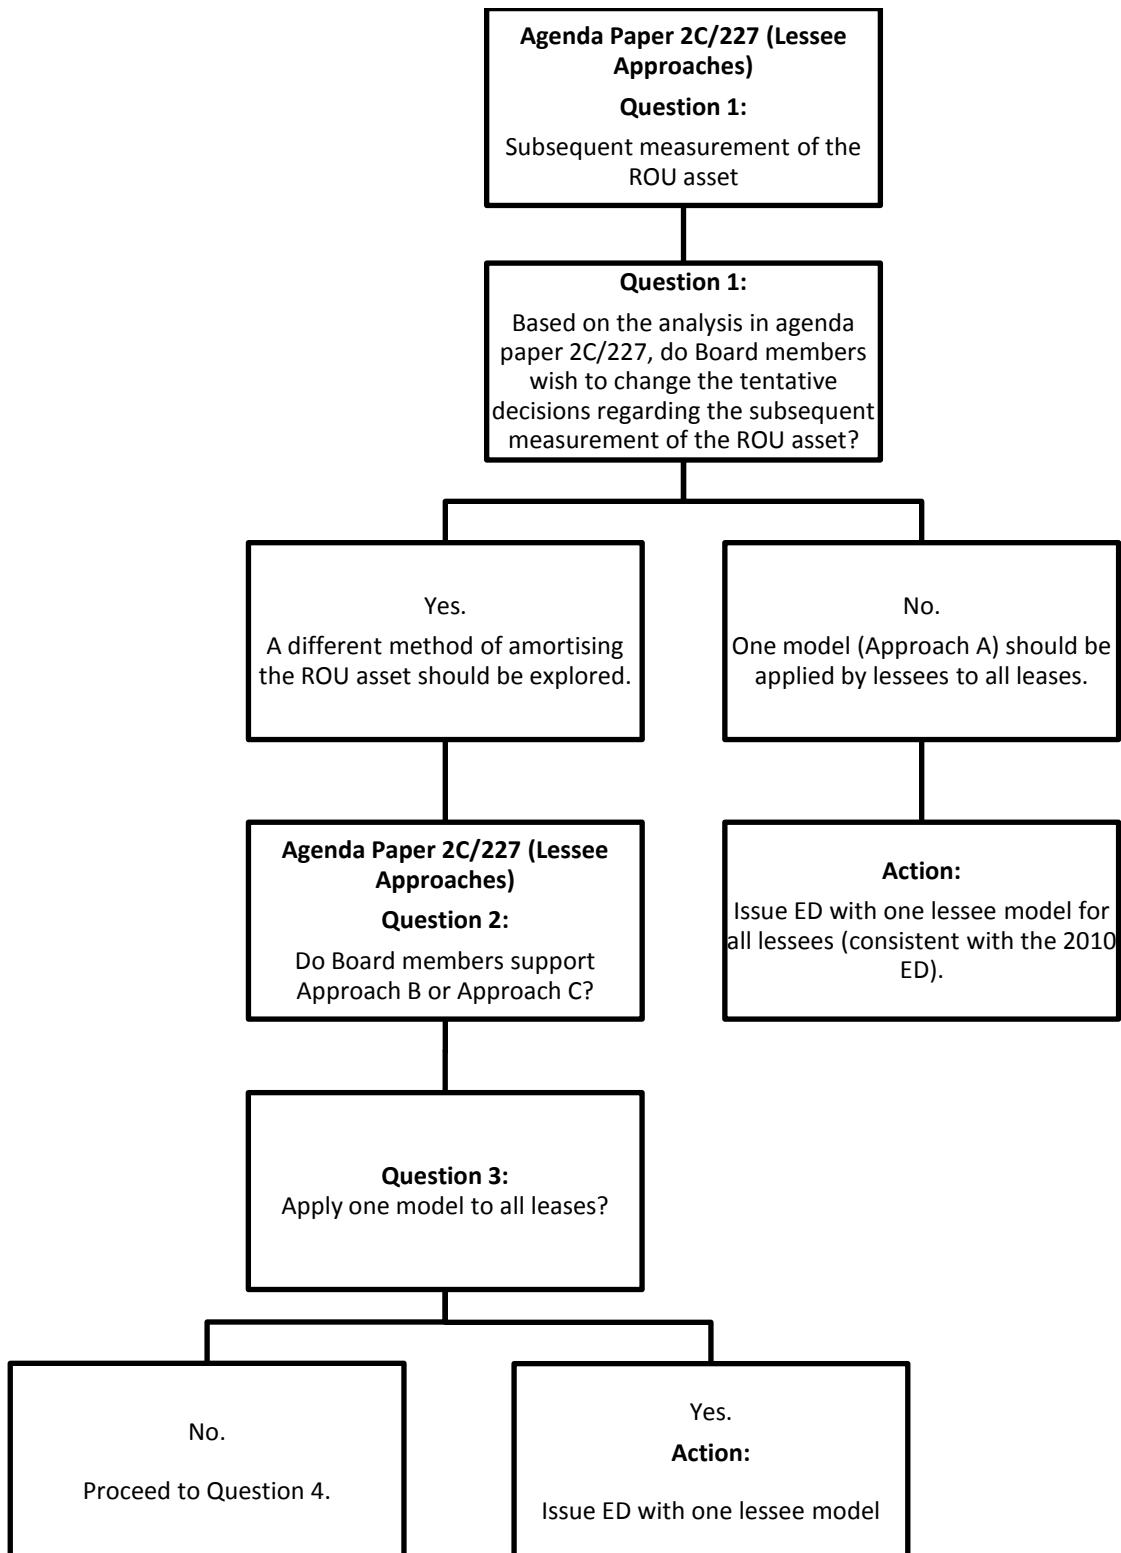 Agenda Paper 2C/227 (Lessee
Approaches)
Question 1:
Subsequent measurement of the
ROU asset
Question 1:
Based on the analysis in agenda
paper 2C/227, do Board members
wish to change the tentative
decisions regarding the subsequent
measurement of the ROU asset?
Yes.
A different method of amortising
the ROU asset should be explored.
No.
One model (Approach A) should be
applied by lessees to all leases.
Agenda Paper 2C/227 (Lessee
Approaches)
Question 2:
Do Board members support
Approach B or Approach C?
Action:
Issue ED with one lessee model for
all lessees (consistent with the 2010
ED).
Question 3:
Apply one model to all leases?
No.
Proceed to Question 4.
Yes.
Action:
Issue ED with one lessee model